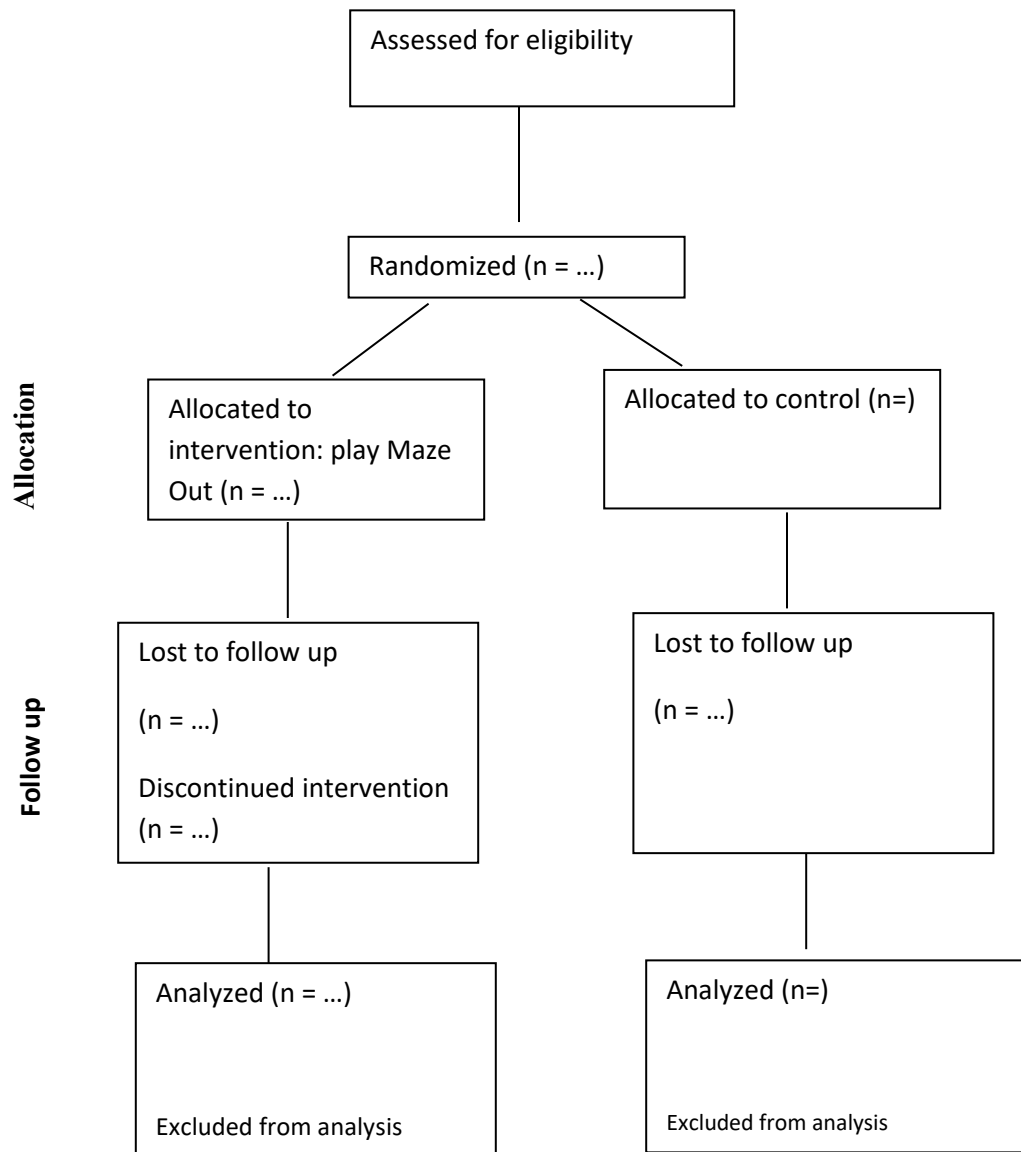 Assessed for eligibility
Randomized (n = ...)
Allocation
Allocated to
intervention: play Maze
Out (n = ...)
Allocated to control (n=)
Follow up
Lost to follow up
(n = ...)
Discontinued intervention
(n = ...)
Lost to follow up
(n = ...)
Analyzed (n = ...)
Excluded from analysis
Analyzed (n=)
Excluded from analysis